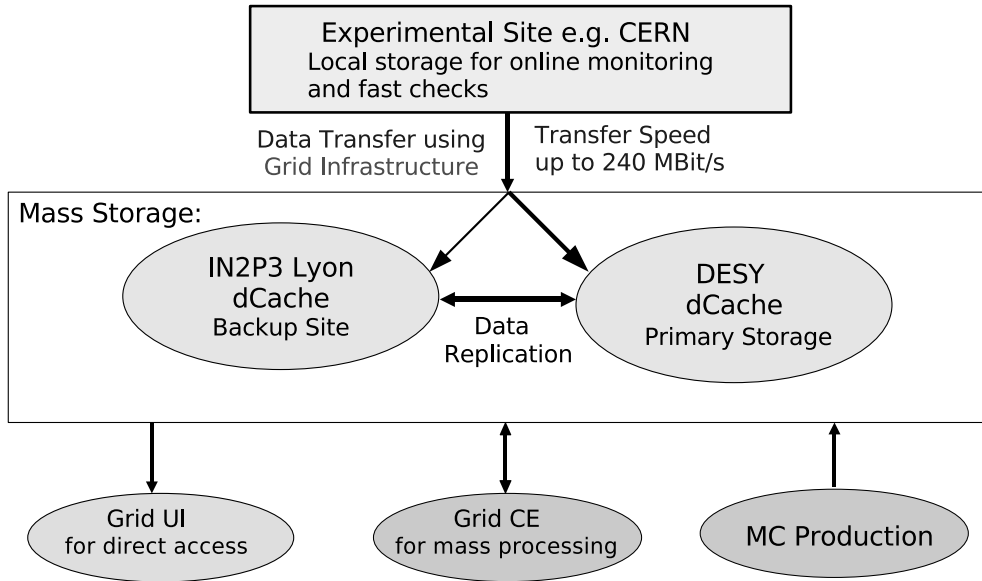 Experimental Site e.g. CERN
Local storage for online monitoring
and fast checks
Data Transfer using
Grid Infrastructure
Transfer Speed
up to 240 MBit/s
Mass Storage:
IN2P3 Lyon
dCache
Backup Site
DESY
dCache
Primary Storage
Data
Replication
Grid UI
for direct access
Grid CE
for mass processing
MC Production